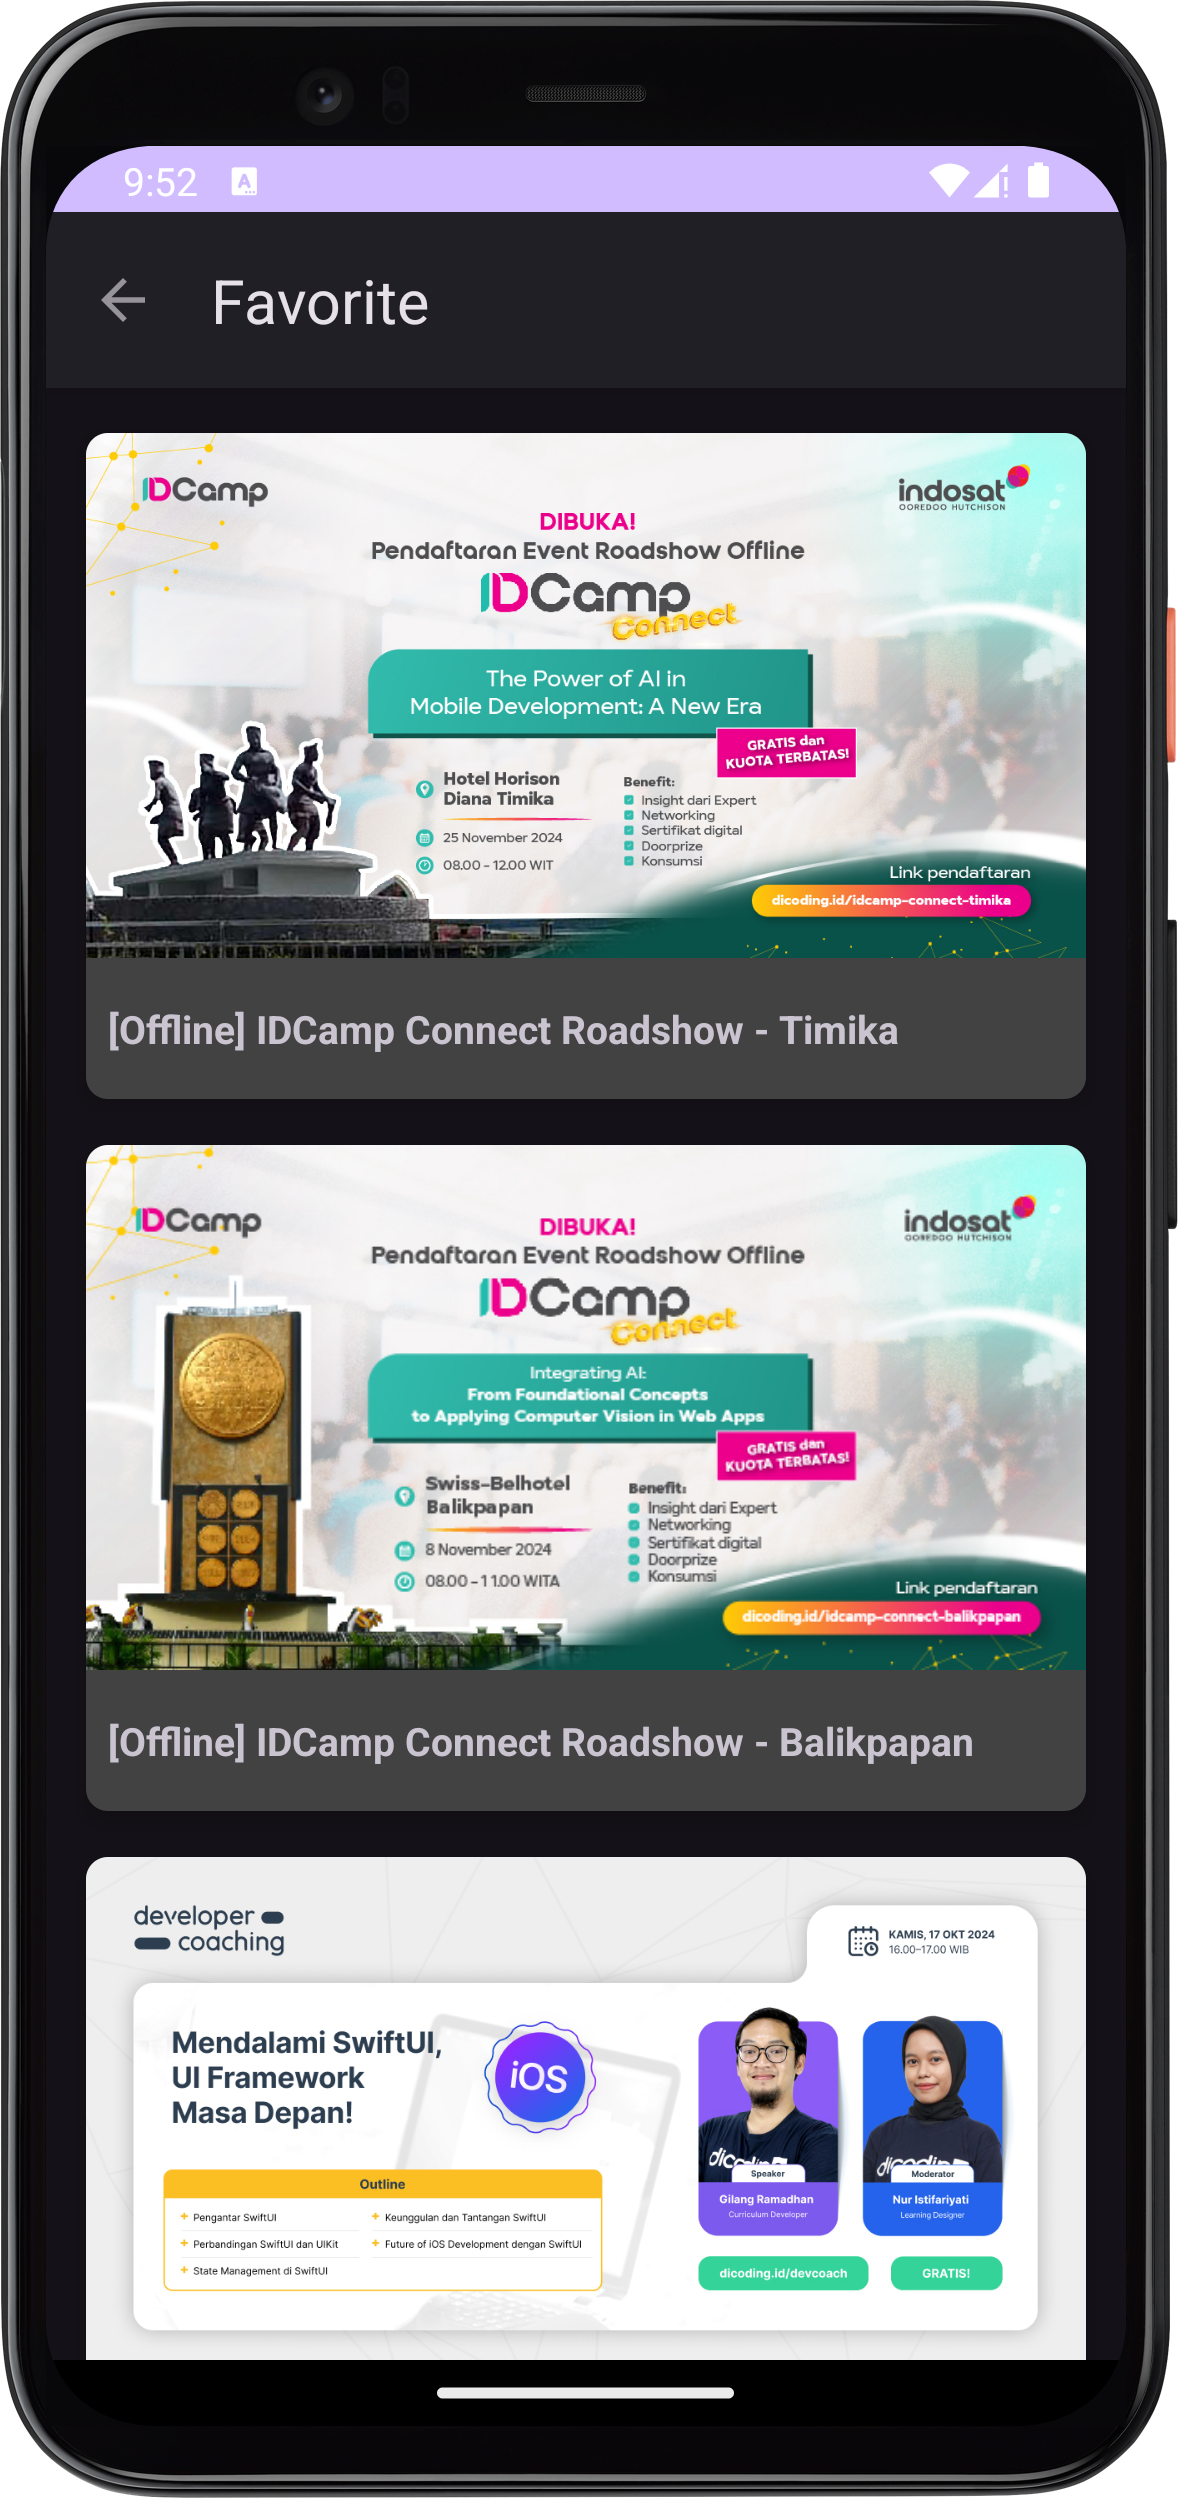 9:52
Favorite
IDCamp
indosat
OOREDOO HUTCHISON
DIBUKA!
Pendaftaran Event Roadshow Offline
IDCamp
Connect
The Power of AI in
Mobile Development: A New Era
GRATIS dan
KUOTA TERBATAS!
Hotel Horison
Diana Timika
25 November 2024
08.00 - 12.00 WIT
Benefit:
Insight dari Expert
Networking
Sertifikat digital
Doorprize
Konsumsi
Link pendaftaran
dicoding.id/idcamp-connect-timika
[Offline] IDCamp Connect Roadshow - Timika
IDCamp
indosat
OOREDOO HUTCHISON
DIBUKA!
Pendaftaran Event Roadshow Offline
IDCamp
Connect
Integrating AI:
From Foundational Concepts
to Applying Computer Vision in Web Apps
GRATIS dan
KUOTA TERBATAS!
Swiss-Belhotel
Balikpapan
8 November 2024
08.00 - 11.00 WITA
Benefit:
Insight dari Expert
Networking
Sertifikat digital
Doorprize
Konsumsi
Link pendaftaran
dicoding.id/idcamp-connect-balikpapan
[Offline] IDCamp Connect Roadshow - Balikpapan
developer
coaching
KAMIS, 17 OKT 2024
16.00-17.00 WIB
Mendalami SwiftUI,
UI Framework
Masa Depan!
iOS
Outline
Pengantar SwiftUI
Perbandingan SwiftUI dan UIKit
State Management di SwiftUI
Keunggulan dan Tantangan SwiftUI
Future of iOS Development dengan SwiftUI
Speaker
Gilang Ramadhan
Curriculum Developer
Moderator
Nur Istifariyati
Learning Designer
dicoding.id/devcoach
GRATIS!